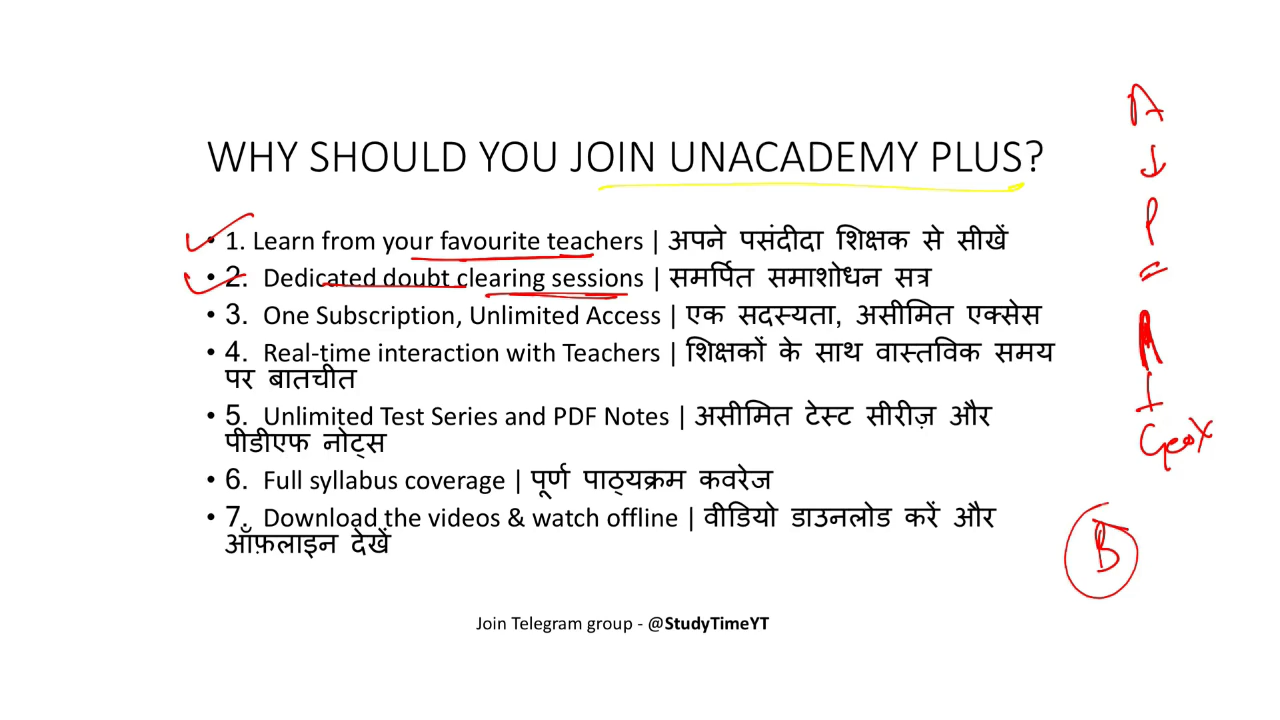 WHY SHOULD YOU JOIN UNACADEMY PLUS?
• 1. Learn from your favourite teachers | अपने पसंदीदा शिक्षक से सीखें
• 2. Dedicated doubt clearing sessions | समर्पित समाशोधन सत्र
• 3. One Subscription, Unlimited Access | एक सदस्यता, असीमित एक्सेस
• 4. Real-time interaction with Teachers | शिक्षकों के साथ वास्तविक समय
पर बातचीत
• 5. Unlimited Test Series and PDF Notes | असीमित टेस्ट सीरीज़ और
पीडीएफ नोट्स
• 6. Full syllabus coverage | पूर्ण पाठ्यक्रम कवरेज
• 7. Download the videos & watch offline | वीडियो डाउनलोड करें और
ऑफ़लाइन देखें
Join Telegram group - @StudyTimeYT
A
P
B